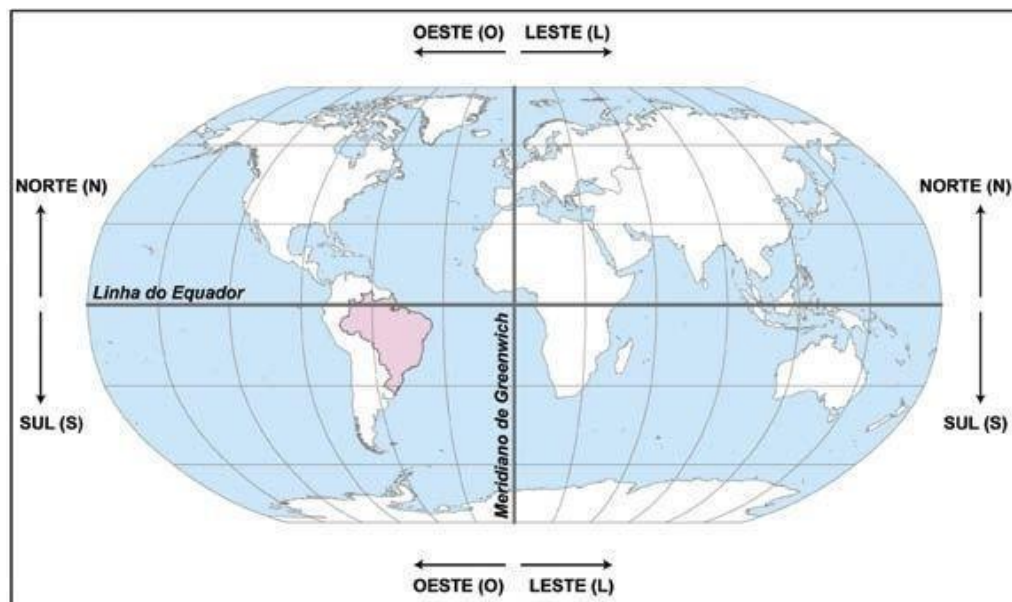 OESTE (O) LESTE (L)
NORTE (N) NORTE (N)
Linha do Equador
Meridiano de Greenwich
SUL (S) SUL (S)
OESTE (O) LESTE (L)